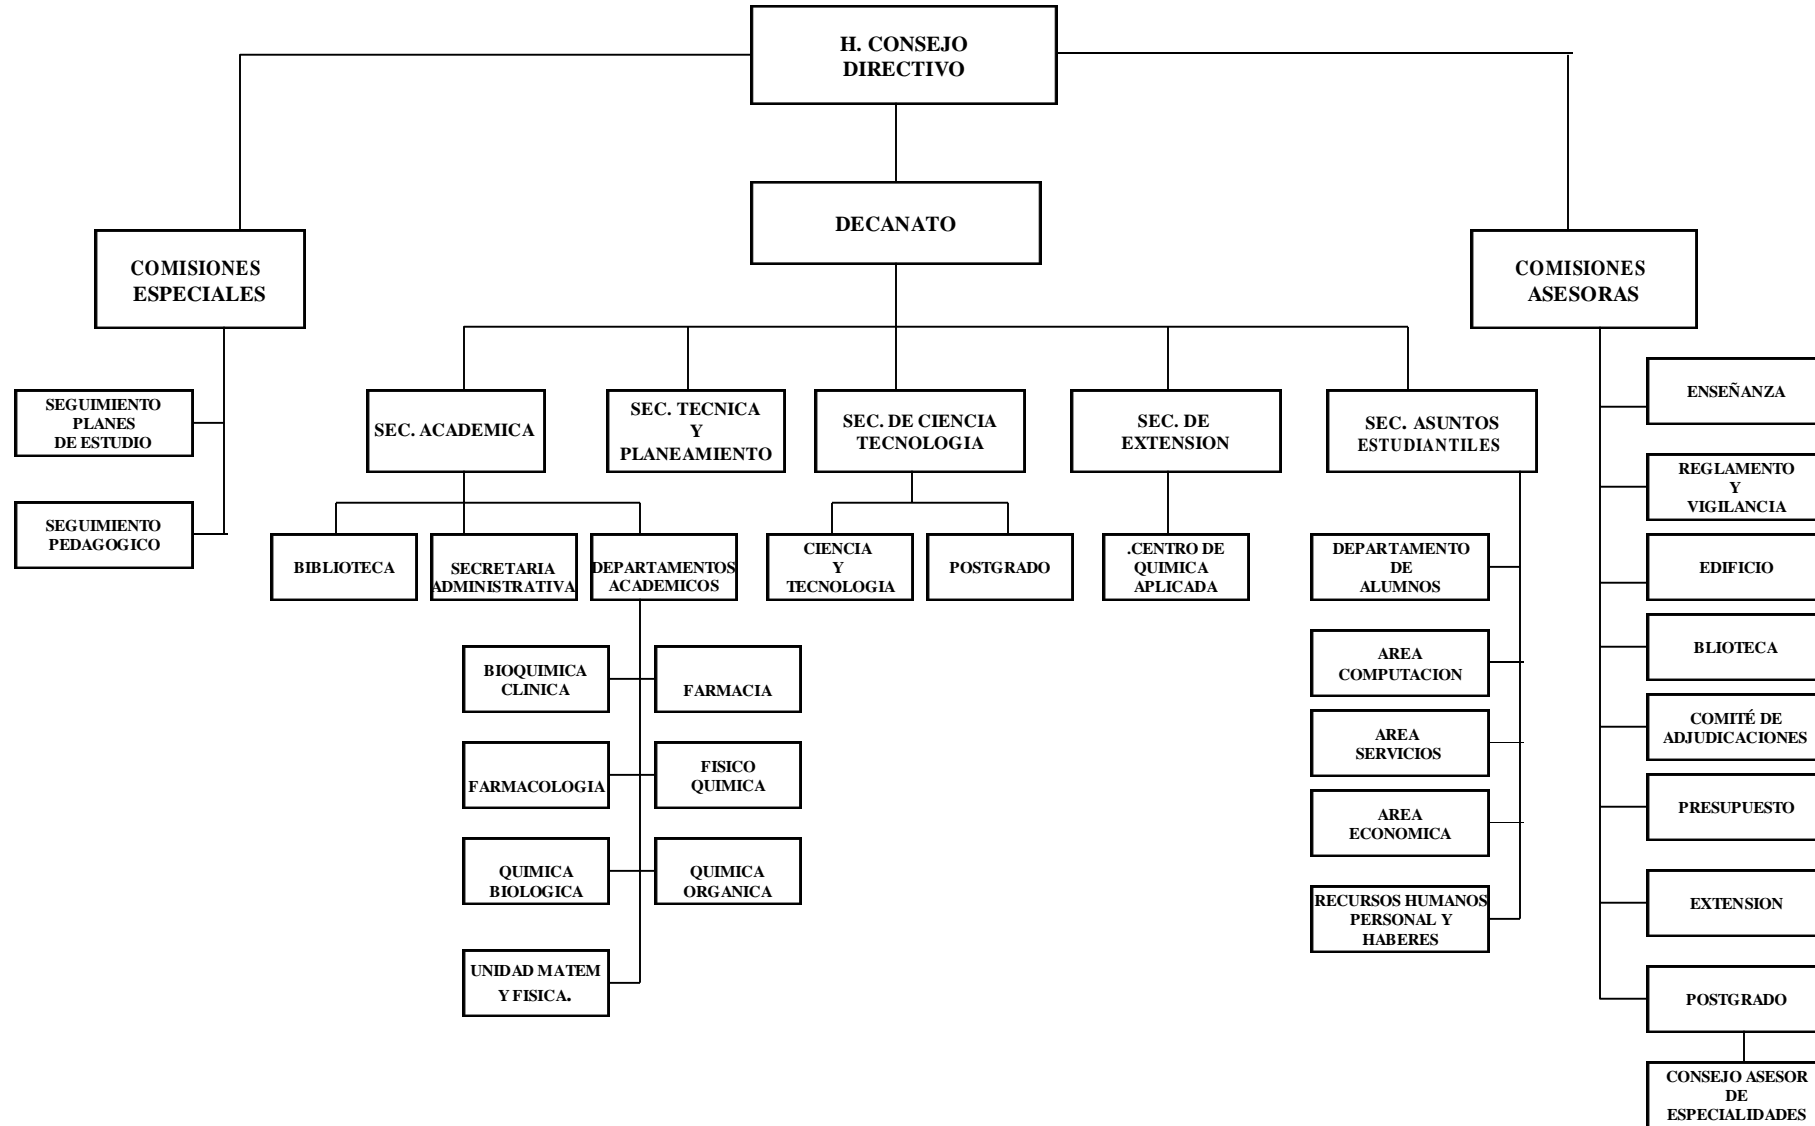 H. CONSEJO
DIRECTIVO
DECANATO
COMISIONES
ESPECIALES
COMISIONES
ASESORAS
SEGUIMIENTO
PLANES
DE ESTUDIO
SEGUIMIENTO
PEDAGOGICO
SEC. ACADEMICA
SEC. TECNICA
Y
PLANEAMIENTO
SEC. DE CIENCIA
TECNOLOGIA
SEC. DE
EXTENSION
SEC. ASUNTOS
ESTUDIANTILES
BIBLIOTECA
SECRETARIA
ADMINISTRATIVA
DEPARTAMENTOS
ACADEMICOS
CIENCIA
Y
TECNOLOGIA
POSTGRADO
.CENTRO DE
QUIMICA
APLICADA
DEPARTAMENTO
DE
ALUMNOS
AREA
COMPUTACION
AREA
SERVICIOS
AREA
ECONOMICA
RECURSOS HUMANOS
PERSONAL Y
HABERES
BIOQUIMICA
CLINICA
FARMACIA
FARMACOLOGIA
FISICO
QUIMICA
QUIMICA
BIOLOGICA
QUIMICA
ORGANICA
UNIDAD MATEM
Y FISICA.
ENSEÑANZA
REGLAMENTO
Y
VIGILANCIA
EDIFICIO
BLIOTECA
COMITÉ DE
ADJUDICACIONES
PRESUPUESTO
EXTENSION
POSTGRADO
CONSEJO ASESOR
DE
ESPECIALIDADES